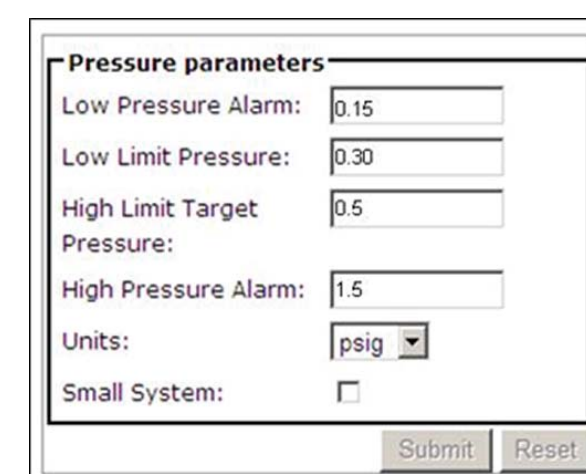 Pressure parameters
Low Pressure Alarm: 0.15
Low Limit Pressure: 0.30
High Limit Target 0.5
Pressure:
High Pressure Alarm: 1.5
Units: psig
Small System:
Submit Reset